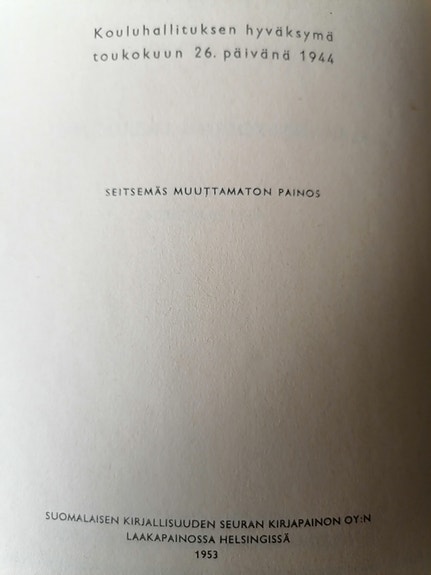 Kouluhallituksen hyväksymä
toukokuun 26. päivänä 1944
SEITSEMÄS MUUTTAMATON PAINOS
SUOMALAISEN KIRJALLISUUDEN SEURAN KIRJAPAINON OY:N
LAAKAPAINOSSA HELSINGISSÄ
1953